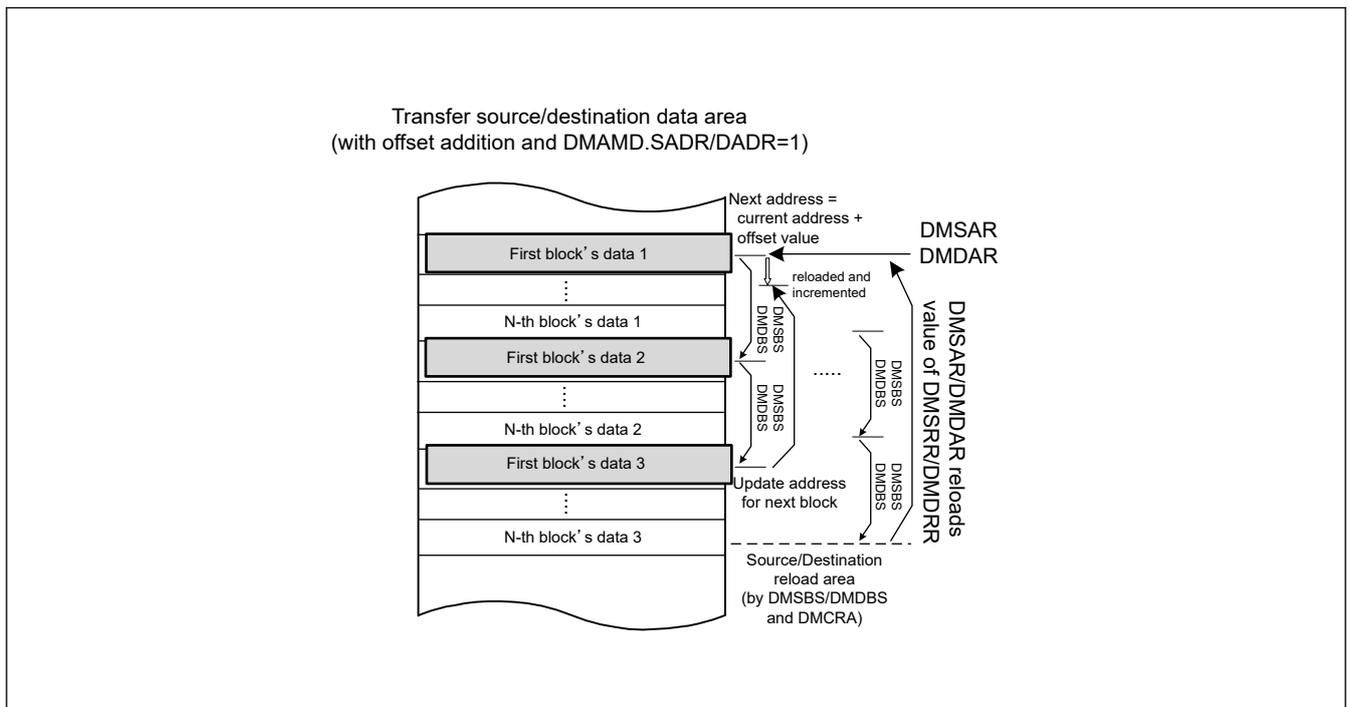 Transfer source/destination data area
(with offset addition and DMAMD.SADR/DADR=1)
Next address =
current address +
offset value
DMSAR
DMDAR
First block's data 1
reloaded and
incremented
⋮
N-th block's data 1
DMSBS
DMDBS
First block's data 2
⋮
.....
DMSBS
DMDBS
DMSBS
DMDBS
N-th block's data 2
First block's data 3
Update address
for next block
⋮
DMSBS
DMDBS
N-th block's data 3
DMSAR/DMDAR reloads
value of DMSRR/DMDRR
Source/Destination
reload area
(by DMSBS/DMDBS
and DMCRA)